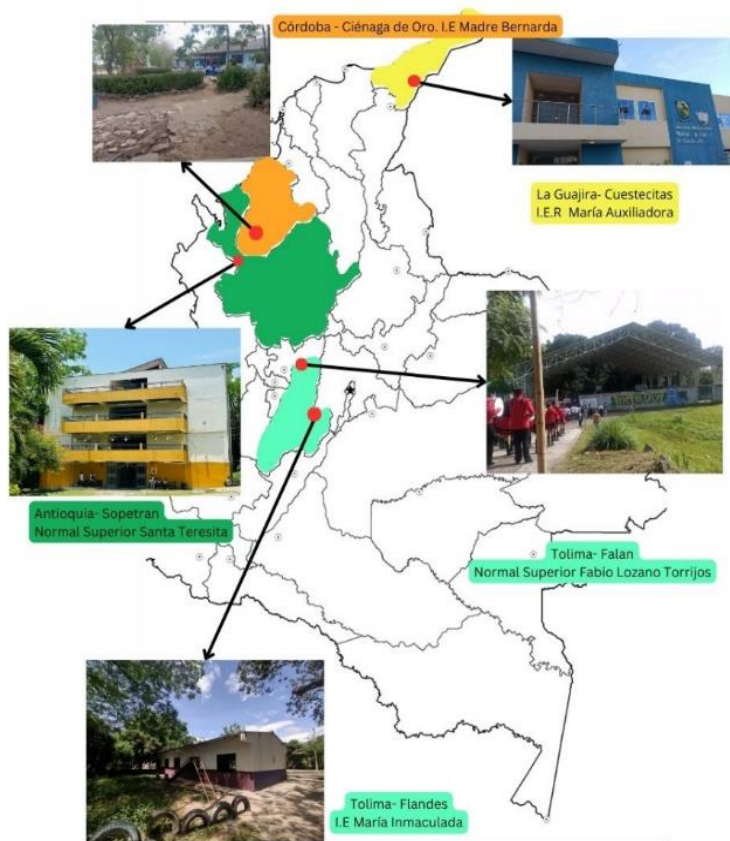 Córdoba - Ciénaga de Oro. I.E Madre Bernarda
La Guajira- Cuestecitas
I.E.R María Auxiliadora
Antioquia- Sopetran
Normal Superior Santa Teresita
Tolima- Falan
Normal Superior Fabio Lozano Torrijos
Tolima- Flandes
I.E María Inmaculada